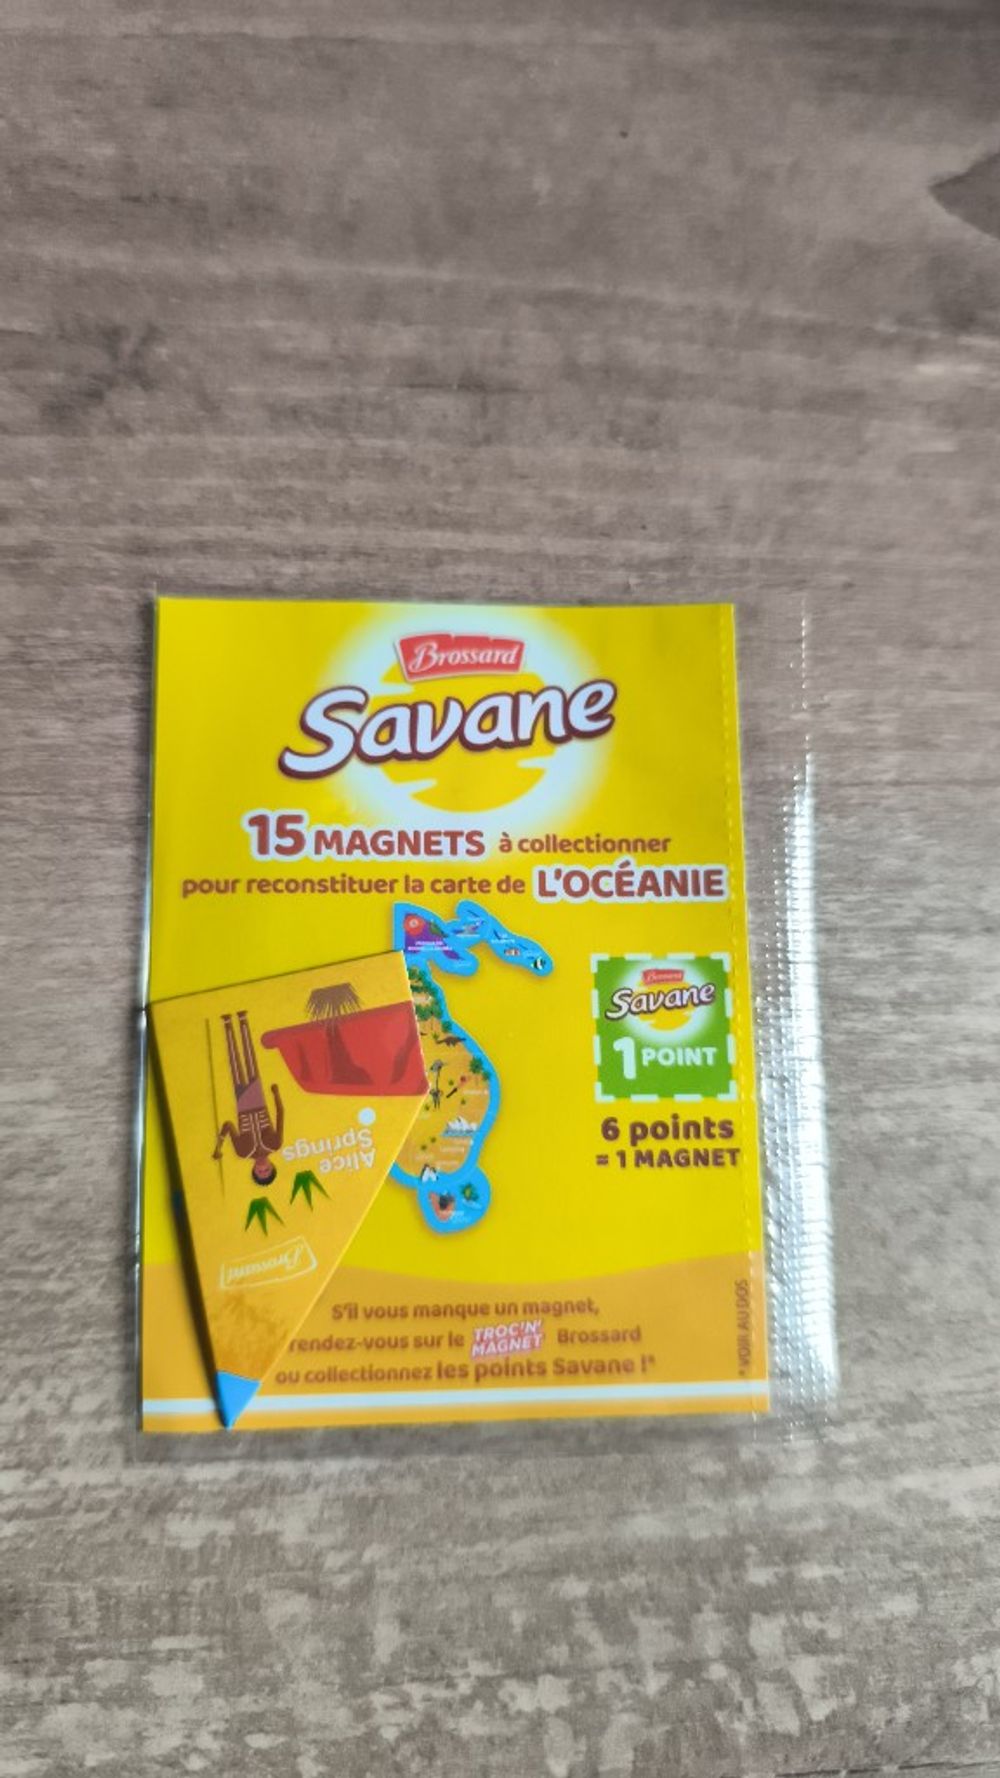 Brossard
Savane
15 MAGNETS à collectionner
pour reconstituer la carte de L'OCÉANIE
Brossard
Savane
1 POINT
6 points
= 1 MAGNET
Alice
Springs
Brossard
S'il vous manque un magnet,
rendez-vous sur le TROC'N' MAGNET Brossard
ou collectionnez les points Savane !*
* VOIR AU DOS